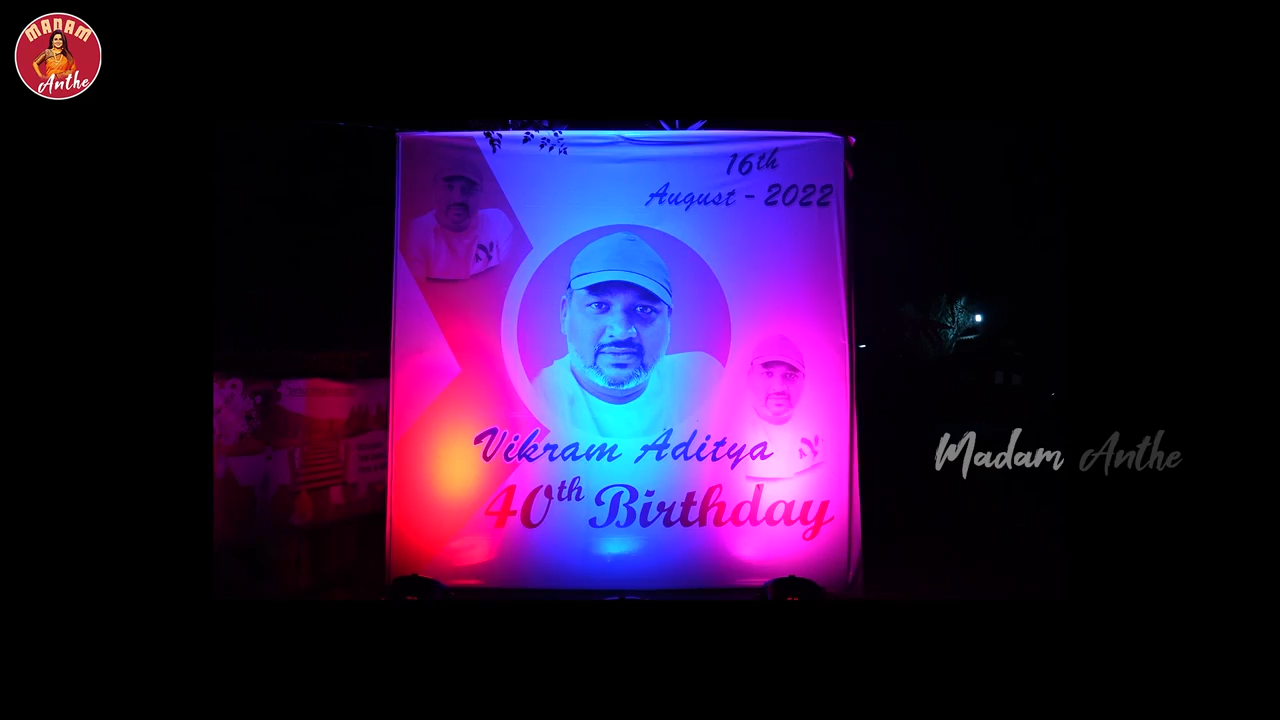 MADAM
Anthe
16th
August - 2022
Vikram Aditya
40th Birthday
Madam Anthe